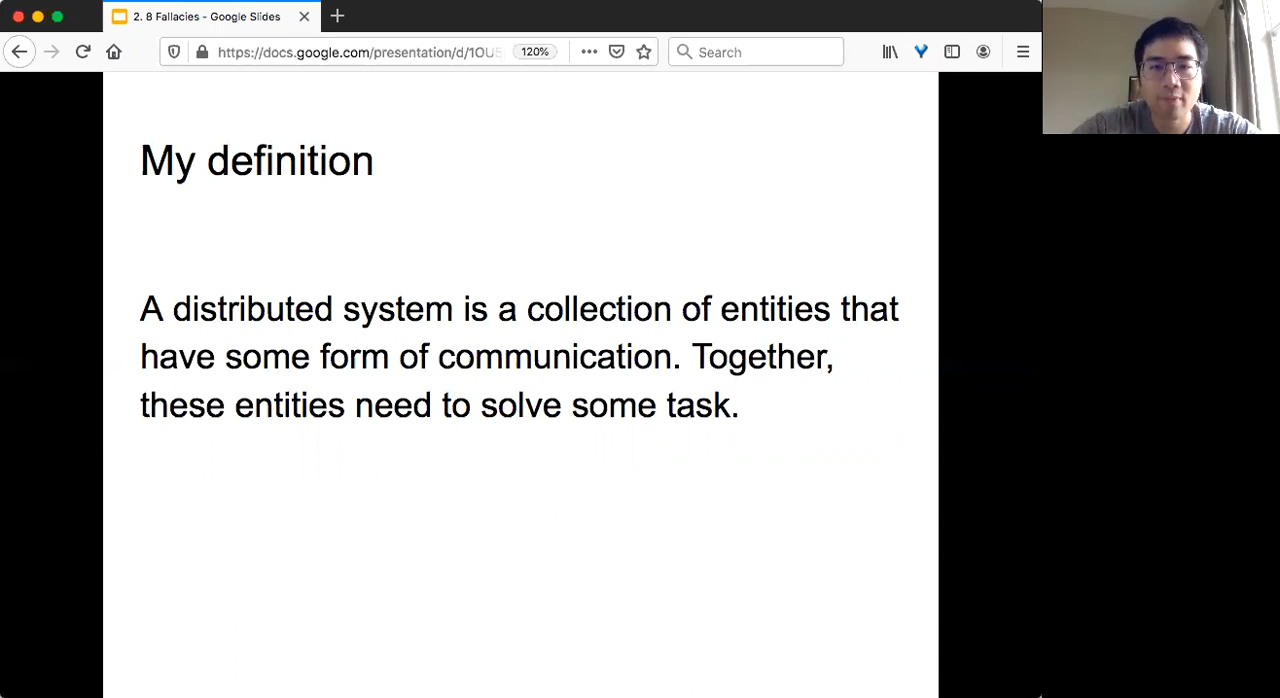 2. 8 Fallacies - Google Slides
https://docs.google.com/presentation/d/1OU5
120%
Search
My definition
A distributed system is a collection of entities that
have some form of communication. Together,
these entities need to solve some task.